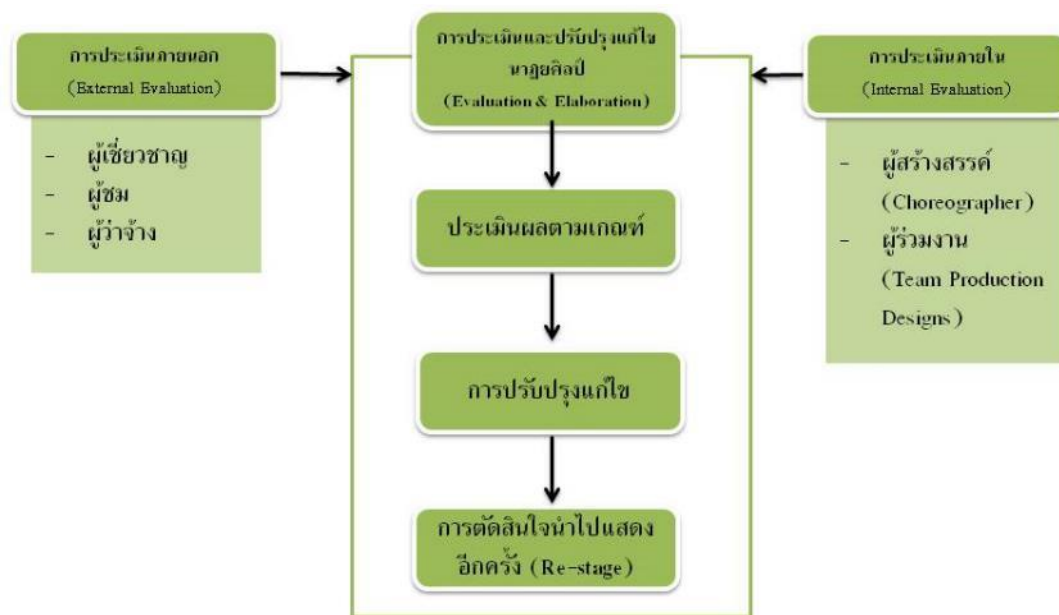 การประเมินภายนอก
(External Evaluation)
- ผู้เชี่ยวชาญ
- ผู้ชม
- ผู้ว่าจ้าง
การประเมินและปรับปรุงแก้ไข
นาฏยศิลป์
(Evaluation & Elaboration)
ประเมินผลตามเกณฑ์
การปรับปรุงแก้ไข
การตัดสินใจนำไปแสดง
อีกครั้ง (Re-stage)
การประเมินภายใน
(Internal Evaluation)
- ผู้สร้างสรรค์
(Choreographer)
- ผู้ร่วมงาน
(Team Production
Designs)